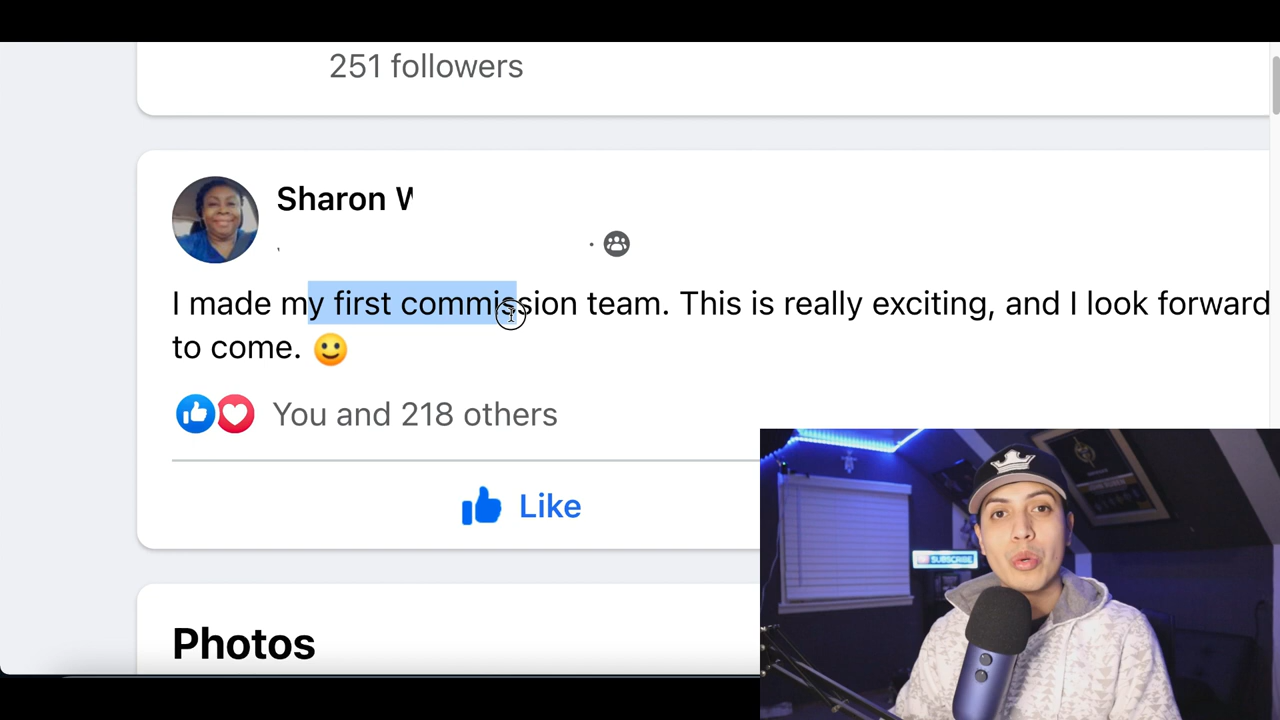 251 followers
Sharon W
I made my first commission team. This is really exciting, and I look forward
to come. 🙂
You and 218 others
Like
Photos
SUBSCRIBE